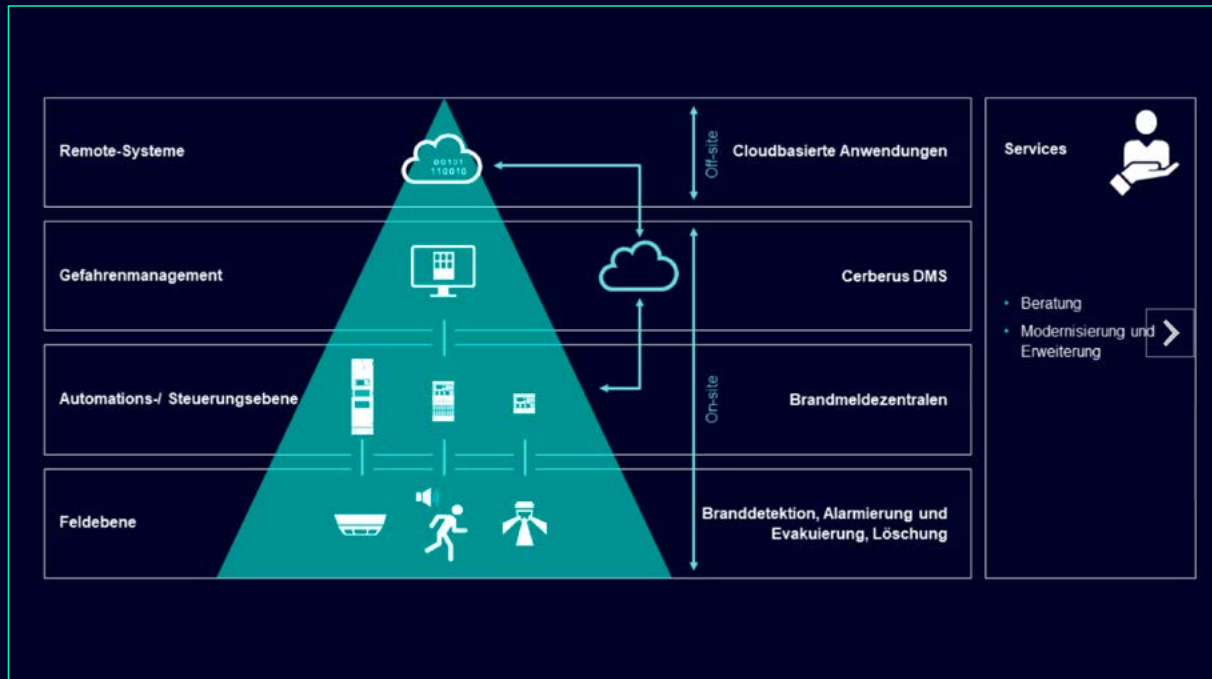 Remote-Systeme
00101
110010
Off-site
Cloudbasierte Anwendungen
Gefahrenmanagement
Cerberus DMS
Automations-/ Steuerungsebene
On-site
Brandmeldezentralen
Feldebene
Branddetektion, Alarmierung und
Evakuierung, Löschung
Services
• Beratung
• Modernisierung und
Erweiterung